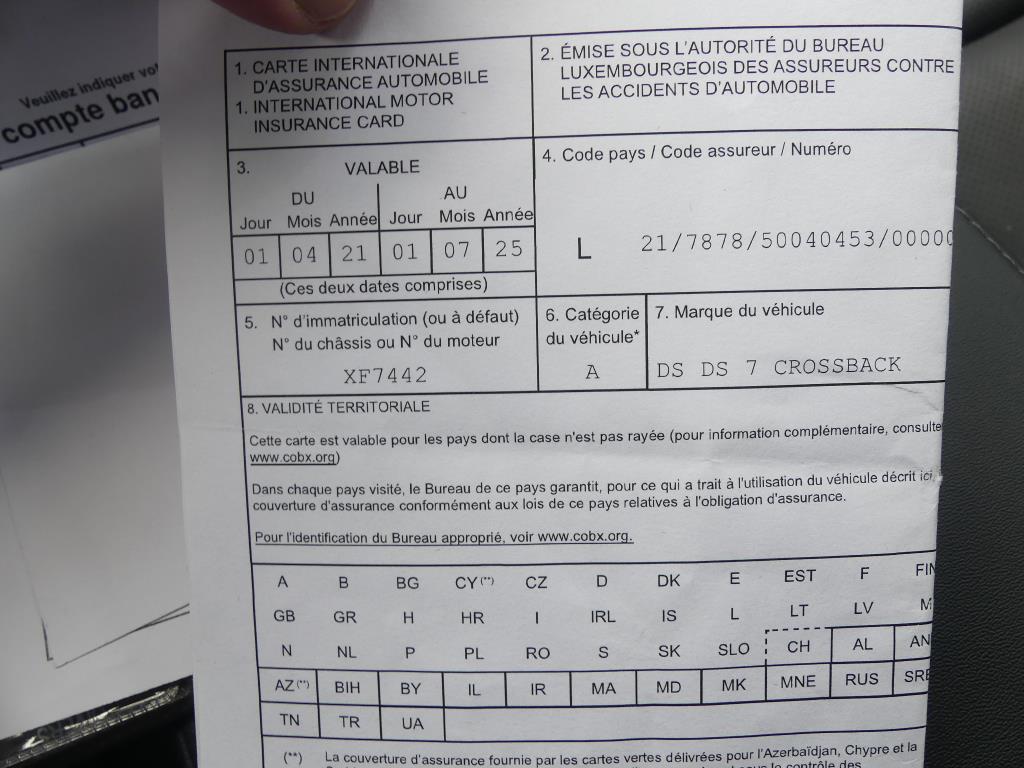 Veuillez indiquer
compte
1. CARTE INTERNATIONALE
D'ASSURANCE AUTOMOBILE
1. INTERNATIONAL MOTOR
INSURANCE CARD
2. ÉMISE SOUS L'AUTORITÉ DU BUREAU
LUXEMBOURGEOIS DES ASSUREURS CONTRE
LES ACCIDENTS D'AUTOMOBILE
3. VALABLE
DU AU
Jour Mois Année Jour Mois Année
01 04 21 01 07 25
(Ces deux dates comprises)
4. Code pays / Code assureur / Numéro
L 21/7878/50040453/00000
5. N° d'immatriculation (ou à défaut)
N° du châssis ou N° du moteur
XF7442
6. Catégorie
du véhicule*
A
7. Marque du véhicule
DS DS 7 CROSSBACK
8. VALIDITÉ TERRITORIALE
Cette carte est valable pour les pays dont la case n'est pas rayée (pour information complémentaire, consulte
www.cobx.org)
Dans chaque pays visité, le Bureau de ce pays garantit, pour ce qui a trait à l'utilisation du véhicule décrit ici,
couverture d'assurance conformément aux lois de ce pays relatives à l'obligation d'assurance.
Pour l'identification du Bureau approprié, voir www.cobx.org.
A B BG CY(**) CZ D DK E EST F FIN
GB GR H HR I IRL IS L LT LV
N NL P PL RO S SK SLO CH AL
AZ(**) BIH BY IL IR MA MD MK MNE RUS
TN TR UA
(**) La couverture d'assurance fournie par les cartes vertes délivrées pour l'Azerbaïdjan, Chypre et la